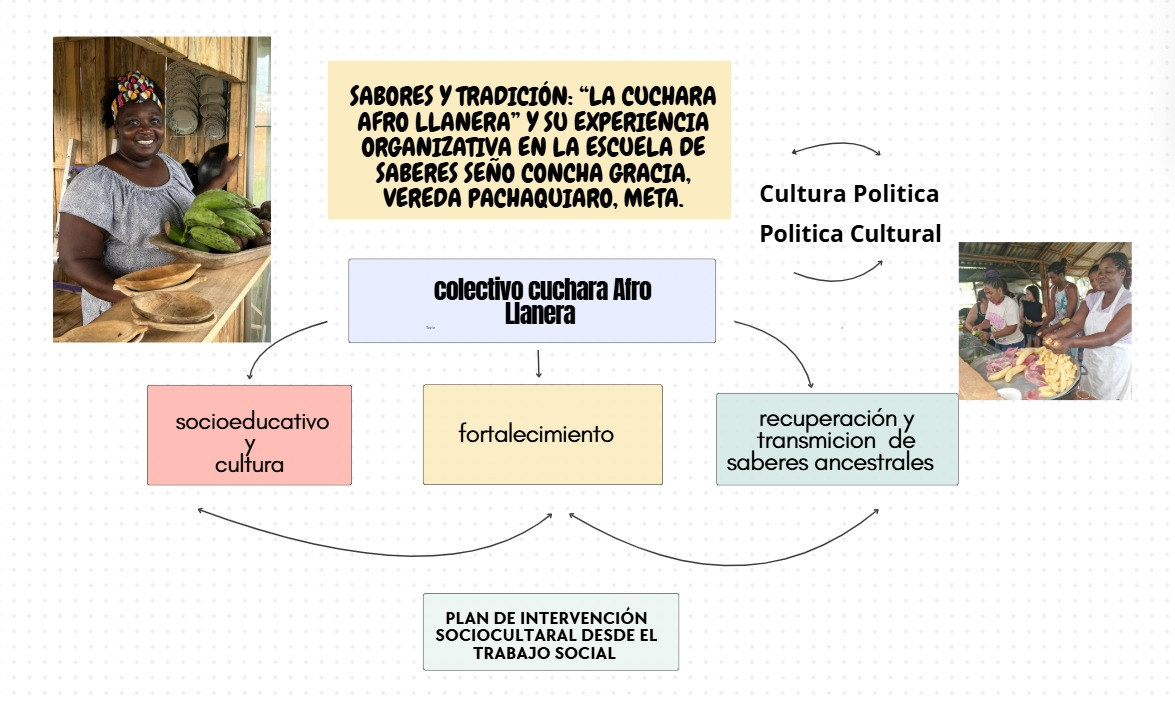 SABORES Y TRADICIÓN: “LA CUCHARA
AFRO LLANERA” Y SU EXPERIENCIA
ORGANIZATIVA EN LA ESCUELA DE
SABERES SEÑO CONCHA GRACIA,
VEREDA PACHAQUIARO, META.
Cultura Politica
Politica Cultural
colectivo cuchara Afro
Llanera
socioeducativo
y
cultura
fortalecimiento
recuperación y
transmicion de
saberes ancestrales
PLAN DE INTERVENCIÓN
SOCIOCULTARAL DESDE EL
TRABAJO SOCIAL